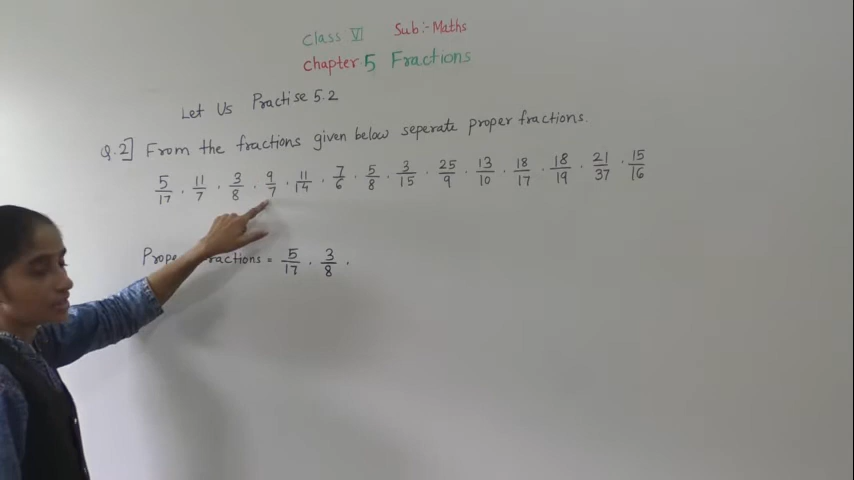 Class VI Sub:- Maths
Chapter 5 Fractions
Let Us Practise 5.2
Q.2] From the fractions given below seperate proper fractions.
5/17 , 11/7 , 3/8 , 9/7 , 11/14 , 7/6 , 5/8 , 3/15 , 25/9 , 13/10 , 18/17 , 18/19 , 21/37 , 15/16
= 5/17 , 3/8 ,